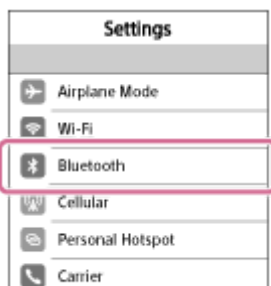 Settings
Airplane Mode
Wi-Fi
Bluetooth
Cellular
Personal Hotspot
Carrier